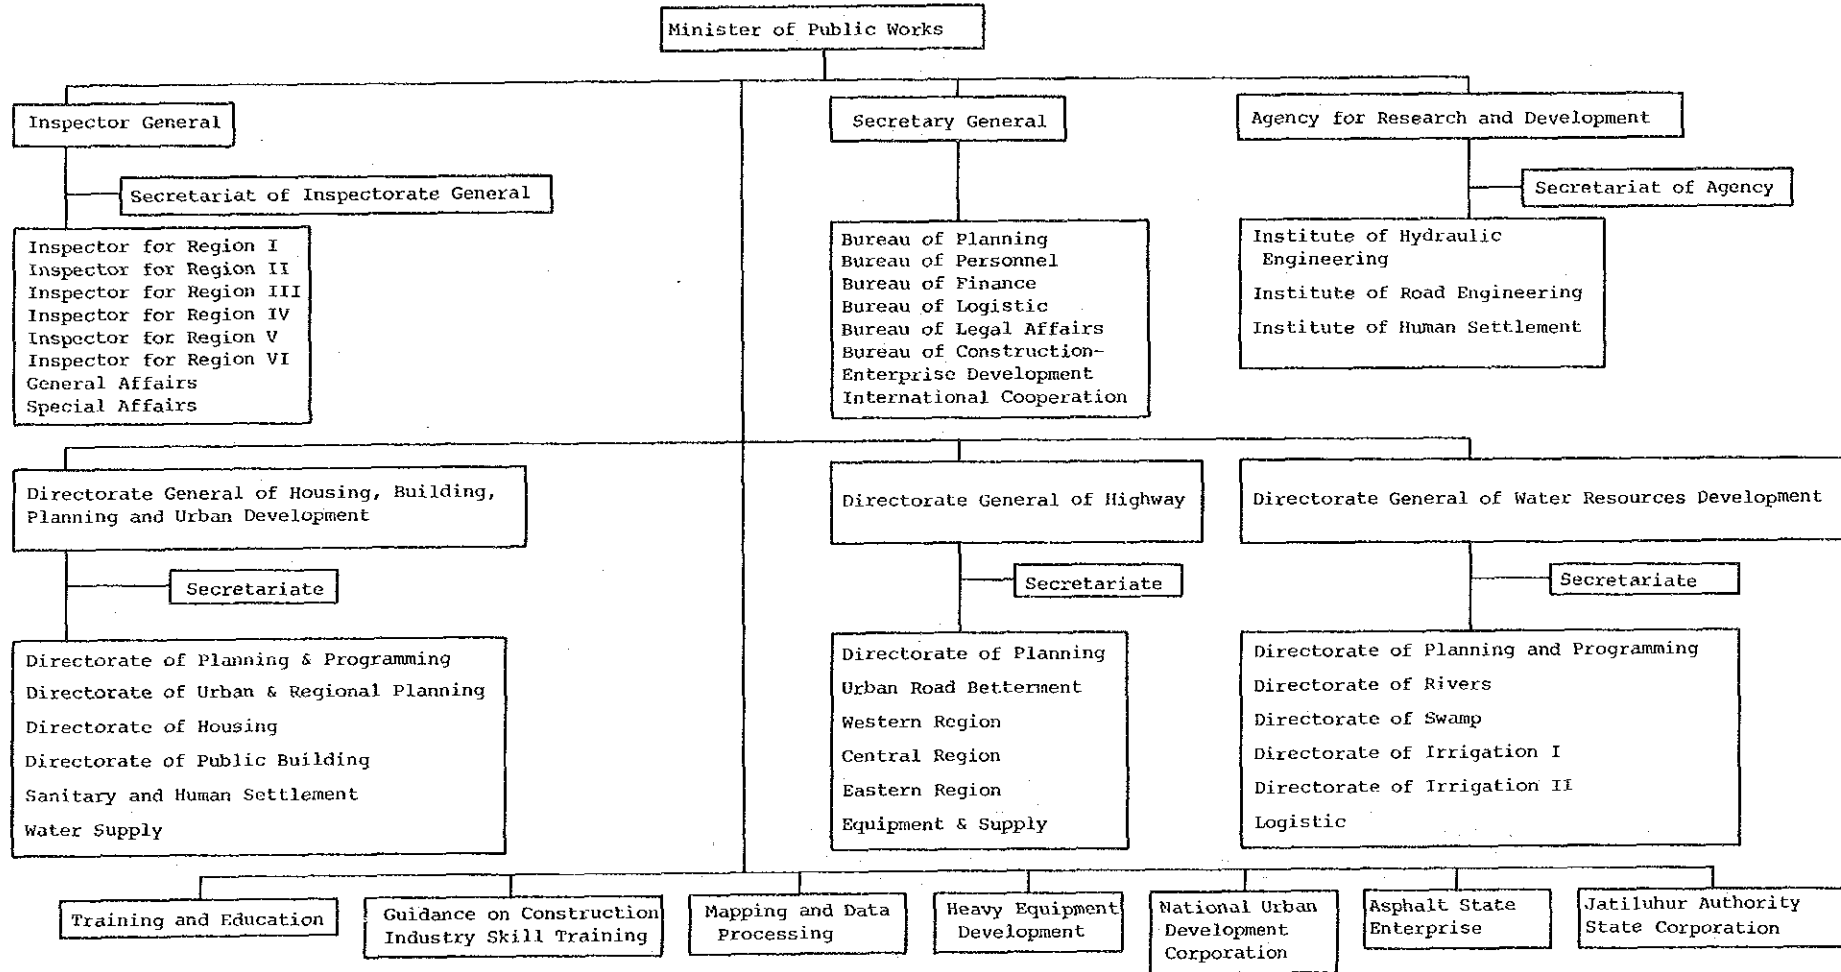 Minister of Public Works
Inspector General
Secretary General
Agency for Research and Development
Secretariat of Inspectorate General
Secretariat of Agency
Inspector for Region I
Inspector for Region II
Inspector for Region III
Inspector for Region IV
Inspector for Region V
Inspector for Region VI
General Affairs
Special Affairs
Bureau of Planning
Bureau of Personnel
Bureau of Finance
Bureau of Logistic
Bureau of Legal Affairs
Bureau of Construction-
Enterprise Development
International Cooperation
Institute of Hydraulic
Engineering
Institute of Road Engineering
Institute of Human Settlement
Directorate General of Housing, Building,
Planning and Urban Development
Directorate General of Highway
Directorate General of Water Resources Development
Secretariate
Secretariate
Secretariate
Directorate of Planning & Programming
Directorate of Urban & Regional Planning
Directorate of Housing
Directorate of Public Building
Sanitary and Human Settlement
Water Supply
Directorate of Planning
Urban Road Betterment
Western Region
Central Region
Eastern Region
Equipment & Supply
Directorate of Planning and Programming
Directorate of Rivers
Directorate of Swamp
Directorate of Irrigation I
Directorate of Irrigation II
Logistic
Training and Education
Guidance on Construction
Industry Skill Training
Mapping and Data
Processing
Heavy Equipment
Development
National Urban
Development
Corporation
Asphalt State
Enterprise
Jatiluhur Authority
State Corporation